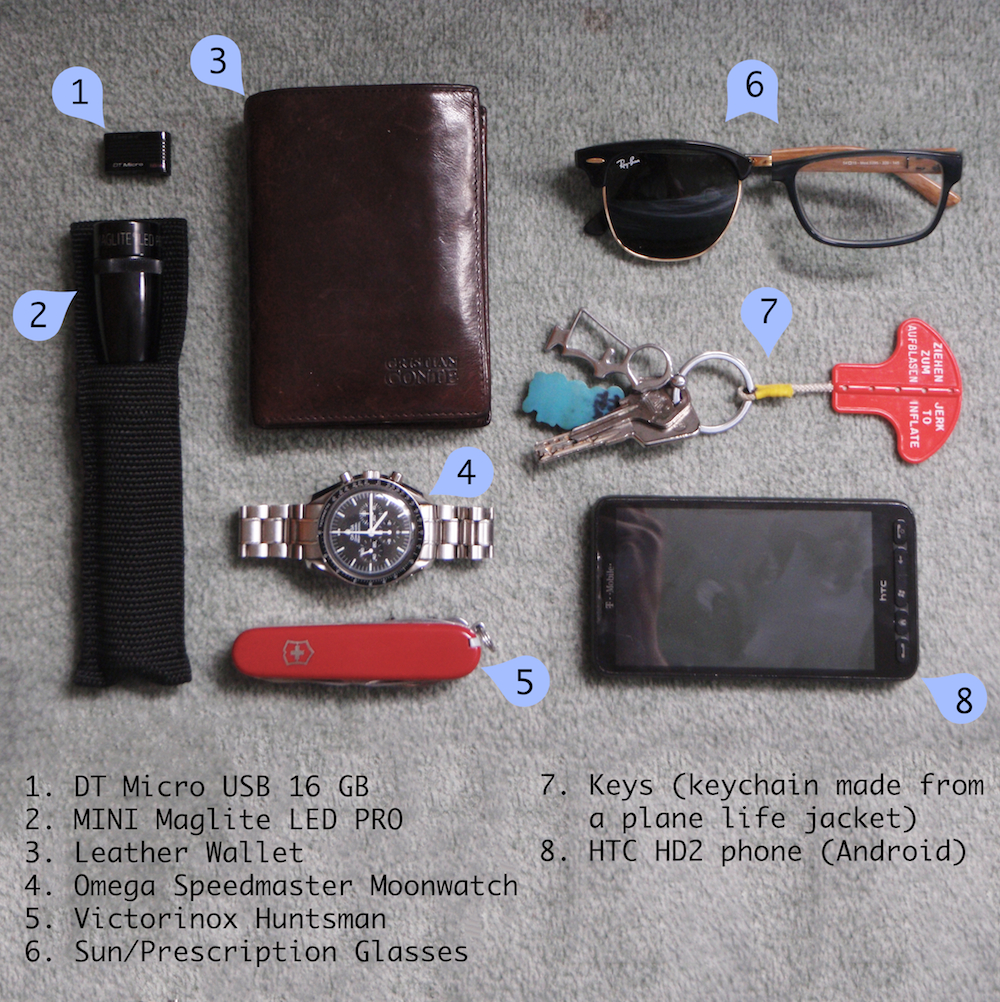 1
3
6
DT Micro
Ray-Ban
MAGLITE LED
2
7
ZIEHEN
ZUM
AUFBLASEN
JERK
TO
INFLATE
4
T-Mobile
hTC
5
8
1. DT Micro USB 16 GB
2. MINI Maglite LED PRO
3. Leather Wallet
4. Omega Speedmaster Moonwatch
5. Victorinox Huntsman
6. Sun/Prescription Glasses
7. Keys (keychain made from
a plane life jacket)
8. HTC HD2 phone (Android)